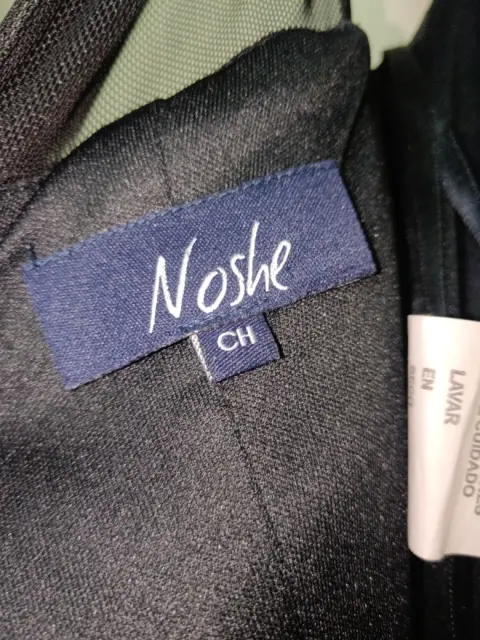 Noshe
CH
LAVAR
EN
CUIDADO